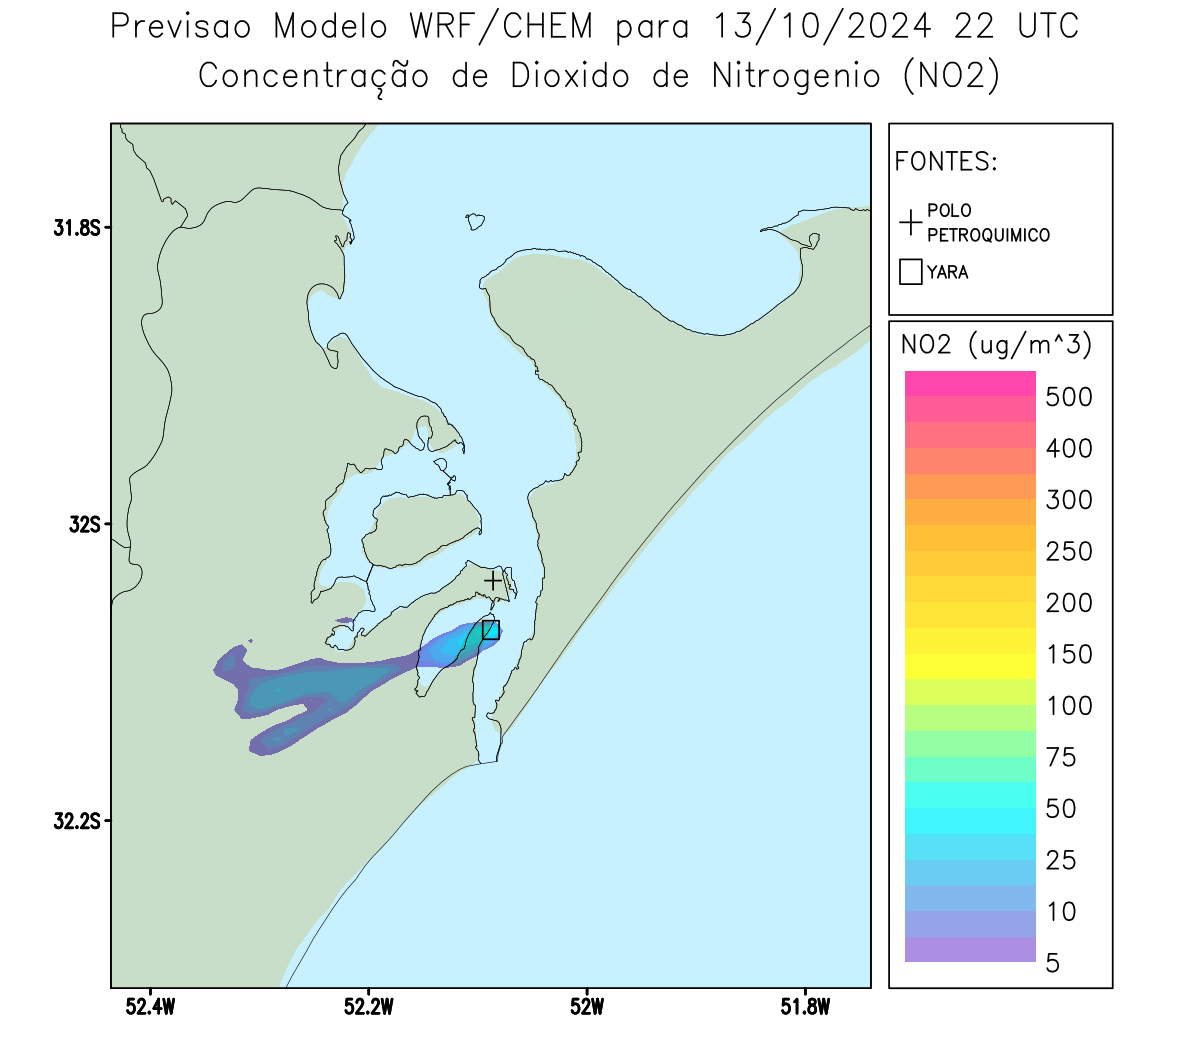 Previsao Modelo WRF/CHEM para 13/10/2024 22 UTC
Concentração de Dioxido de Nitrogenio (NO2)
FONTES:
POLO
PETROQUIMICO
YARA
31.8S
32S
32.2S
52.4W
52.2W
52W
51.8W
NO2 (ug/m^3)
500
400
300
250
200
150
100
75
50
25
10
5